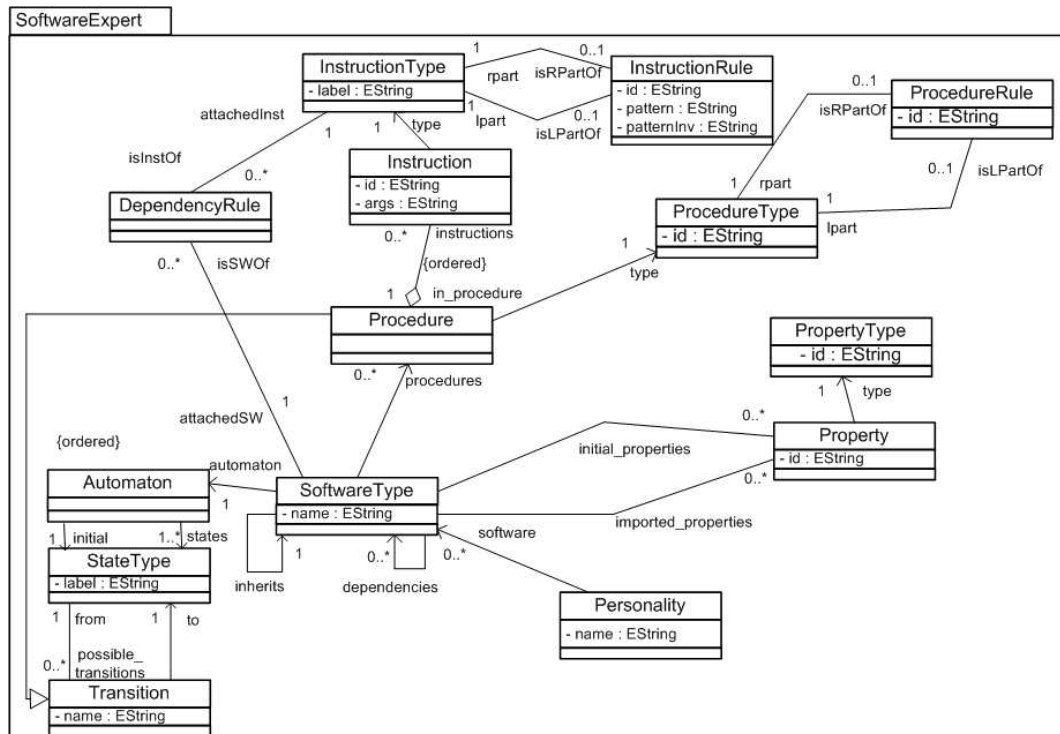 SoftwareExpert
InstructionType
- label : EString
1
rpart
0..1
isRPartOf
1
lpart
0..1
isLPartOf
InstructionRule
- id : EString
- pattern : EString
- patternInv : EString
0..1
isRPartOf
ProcedureRule
- id : EString
0..1
isLPartOf
attachedInst
1
1
type
isInstOf
0..*
Instruction
- id : EString
- args : EString
0..*
instructions
DependencyRule
0..*
isSWOf
1
rpart
1
lpart
ProcedureType
- id : EString
{ordered}
1
in_procedure
1
type
Procedure
0..*
procedures
PropertyType
- id : EString
1
type
attachedSW
1
0..*
initial_properties
Property
- id : EString
0..*
imported_properties
{ordered}
Automaton
automaton
1
SoftwareType
- name : EString
1
initial
1..*
states
inherits
1
0..*
0..*
dependencies
software
StateType
- label : EString
1
from
1
to
Personality
- name : EString
0..*
possible_
transitions
Transition
- name : EString